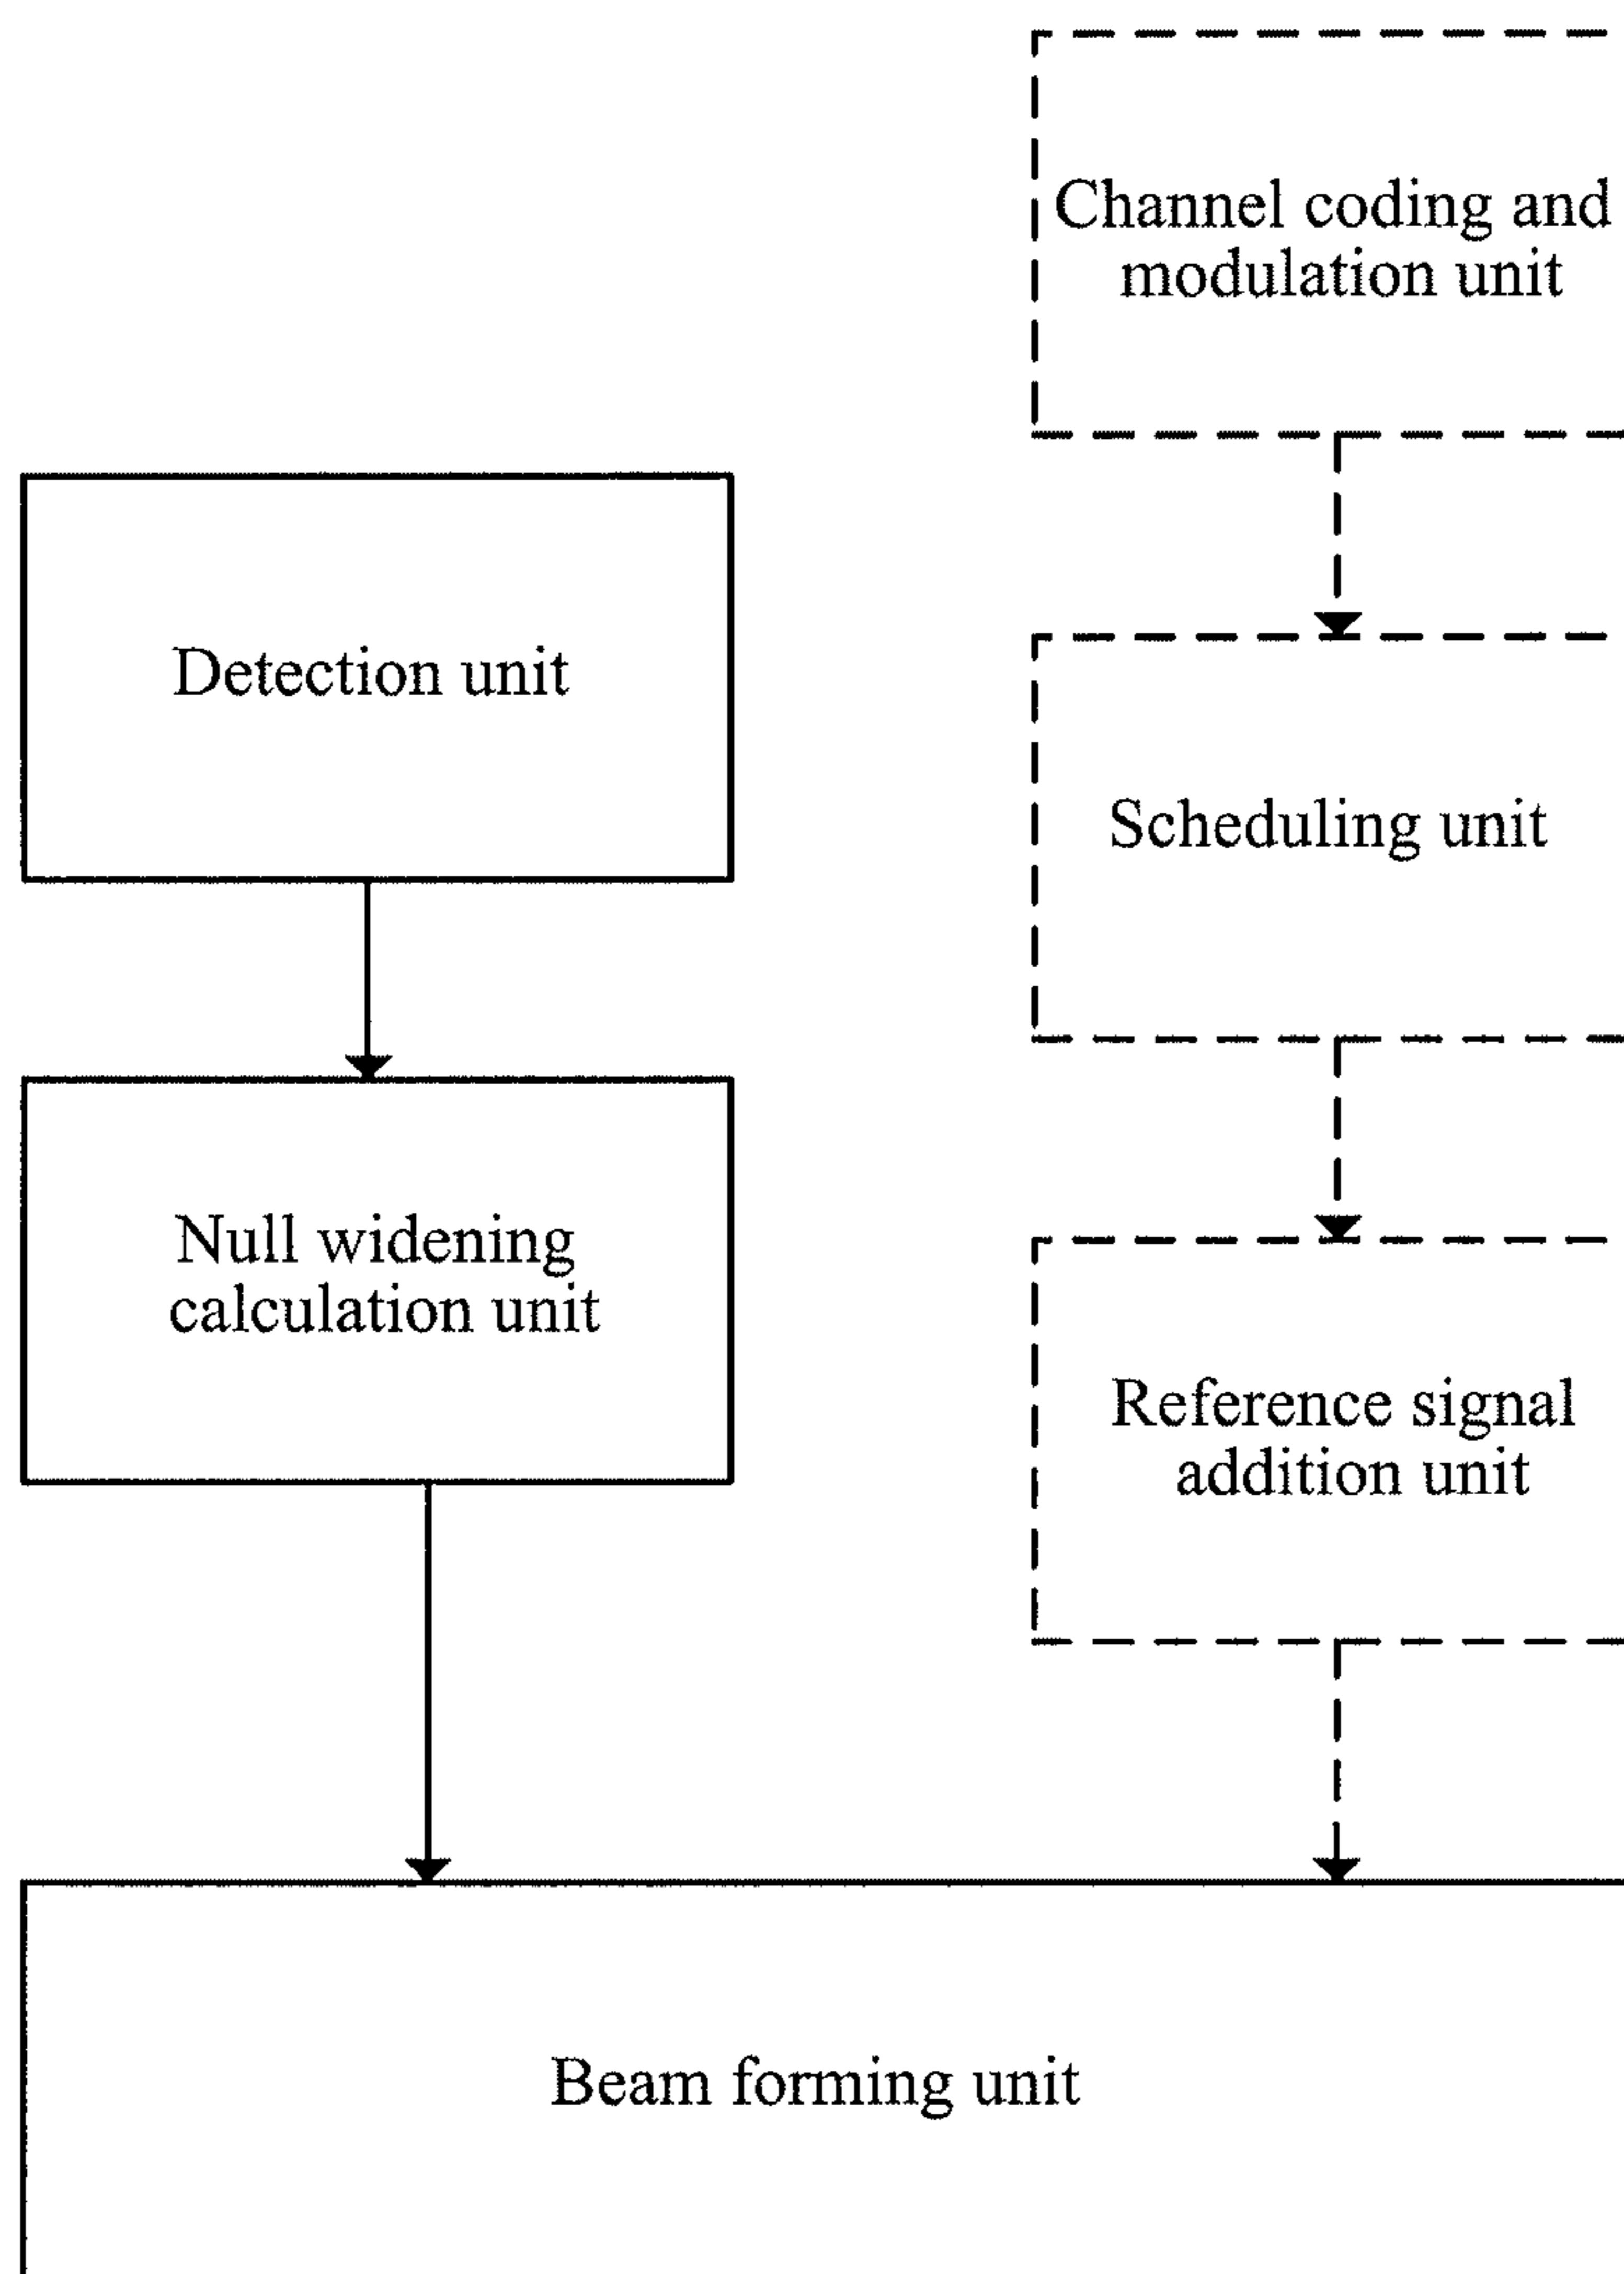 Channel coding and
modulation unit
Detection unit
Scheduling unit
Null widening
calculation unit
Reference signal
addition unit
Beam forming unit